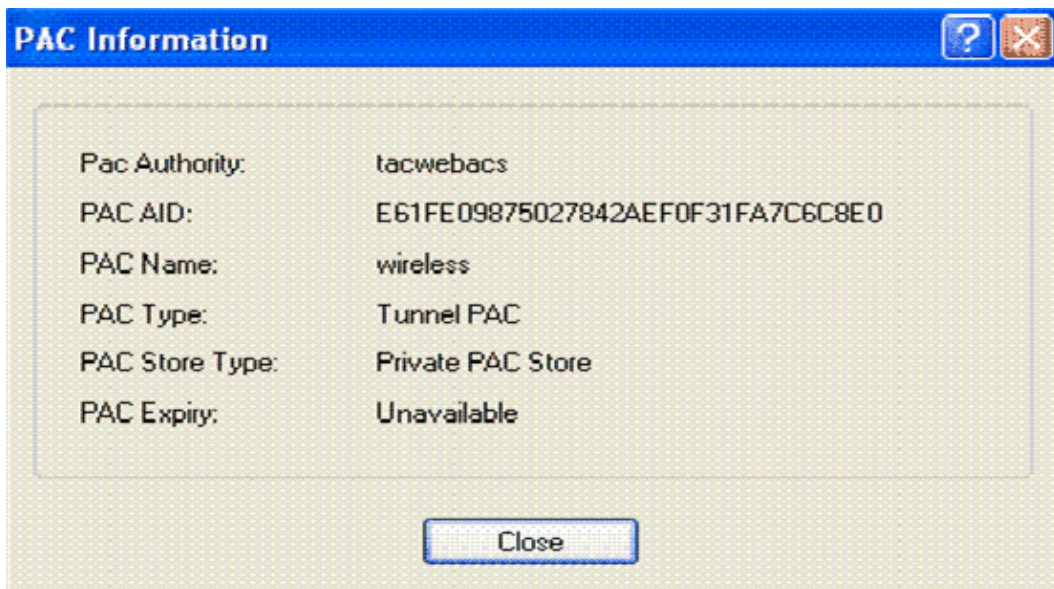 PAC Information
Pac Authority: tacwebacs
PAC AID: E61FE09875027842AEF0F31FA7C6C8E0
PAC Name: wireless
PAC Type: Tunnel PAC
PAC Store Type: Private PAC Store
PAC Expiry: Unavailable
Close